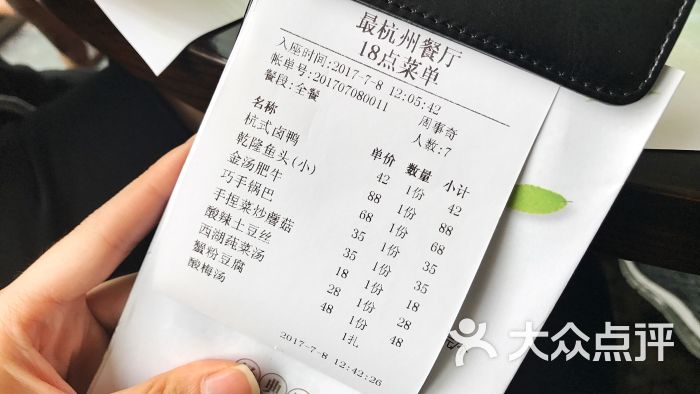 最杭州餐厅
18点菜单
入座时间:2017-7-8 12:05:42
账单号:201707080011 周事奇
餐段:全餐 人数:7
名称 单价 数量 小计
杭式卤鸭
乾隆鱼头(小)
金汤肥牛
巧手锅巴
手捏菜炒蘑菇
酸辣土豆丝
西湖莼菜汤
蟹粉豆腐
酸梅汤
42 1份 42
88 1份 88
68 1份 68
35 1份 35
35 1份 35
18 1份 18
28 1份 28
48 1扎 48
2017-7-8 12:42:26
大众点评